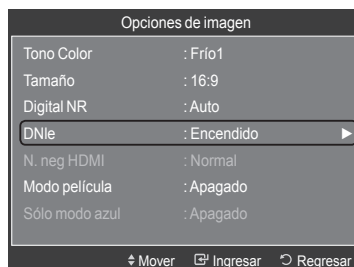 Opciones de imagen
Tono Color : Frío1
Tamaño : 16:9
Digital NR : Auto
DNIe : Encendido
N. neg HDMI : Normal
Modo película : Apagado
Sólo modo azul : Apagado
Mover Ingresar Regresar